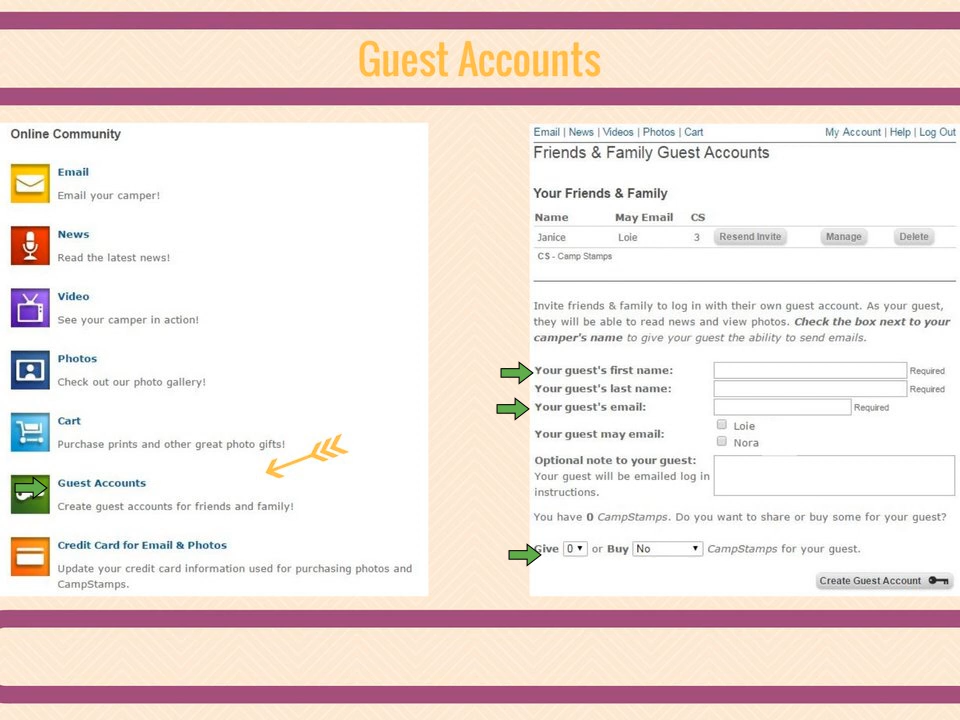 Guest Accounts
Online Community
Email
Email your camper!
News
Read the latest news!
Video
See your camper in action!
Photos
Check out our photo gallery!
Cart
Purchase prints and other great photo gifts!
Guest Accounts
Create guest accounts for friends and family!
Credit Card for Email & Photos
Update your credit card information used for purchasing photos and
CampStamps.
Email | News | Videos | Photos | Cart My Account | Help | Log Out
Friends & Family Guest Accounts
Your Friends & Family
Name May Email CS
Janice Loie 3 Resend Invite Manage Delete
CS - Camp Stamps
Invite friends & family to log in with their own guest account. As your guest,
they will be able to read news and view photos. Check the box next to your
camper's name to give your guest the ability to send emails.
Your guest's first name: Required
Your guest's last name: Required
Your guest's email: Required
Your guest may email: Loie
Nora
Optional note to your guest:
Your guest will be emailed log in
instructions.
You have 0 CampStamps. Do you want to share or buy some for your guest?
Give 0 or Buy No CampStamps for your guest.
Create Guest Account